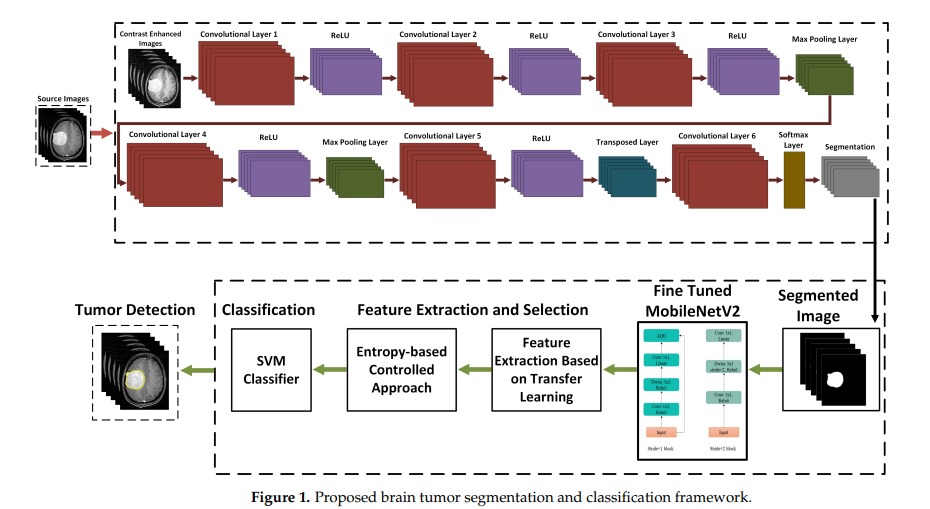 Contrast Enhanced
Images
Convolutional Layer 1
ReLU
Convolutional Layer 2
ReLU
Convolutional Layer 3
ReLU
Max Pooling Layer
Source Images
Convolutional Layer 4
ReLU
Max Pooling Layer
Convolutional Layer 5
ReLU
Transposed Layer
Convolutional Layer 6
Softmax
Layer
Segmentation
Tumor Detection
Classification
SVM
Classifier
Feature Extraction and Selection
Entropy-based
Controlled
Approach
Feature
Extraction Based
on Transfer
Learning
Fine Tuned
MobileNetV2
ADD
Conv 1x1,
Linear
Dwise 3x3
Conv 1x1,
Input
Stride=1 block
Conv 1x1,
Linear
Dwise 3x3
stride=2,
Conv 1x1,
Input
Stride=2 block
Segmented
Image
Figure 1. Proposed brain tumor segmentation and classification framework.